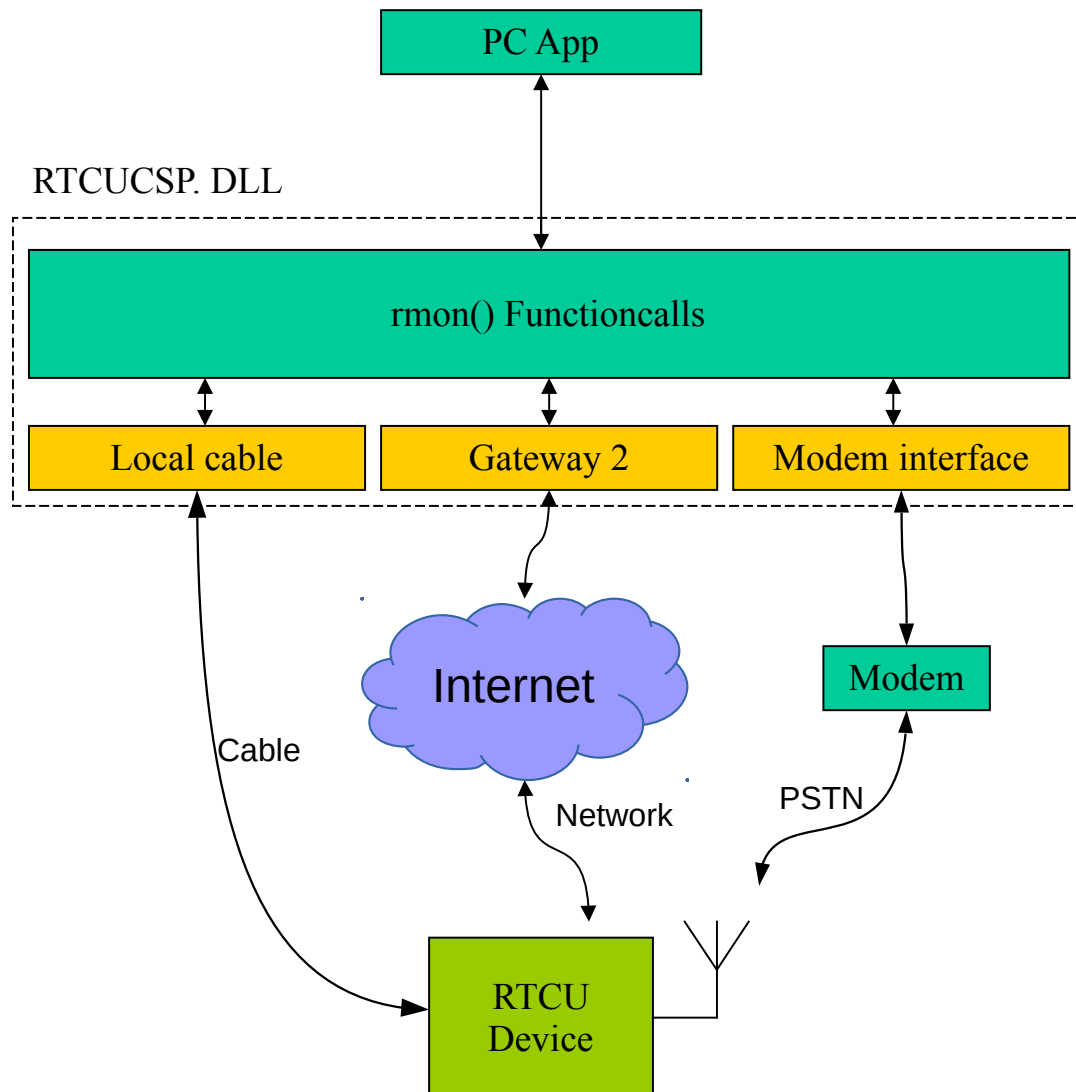 PC App
RTCUCSP. DLL
rmon() Functioncalls
Local cable
Gateway 2
Modem interface
Internet
Modem
Cable
Network
PSTN
RTCU
Device